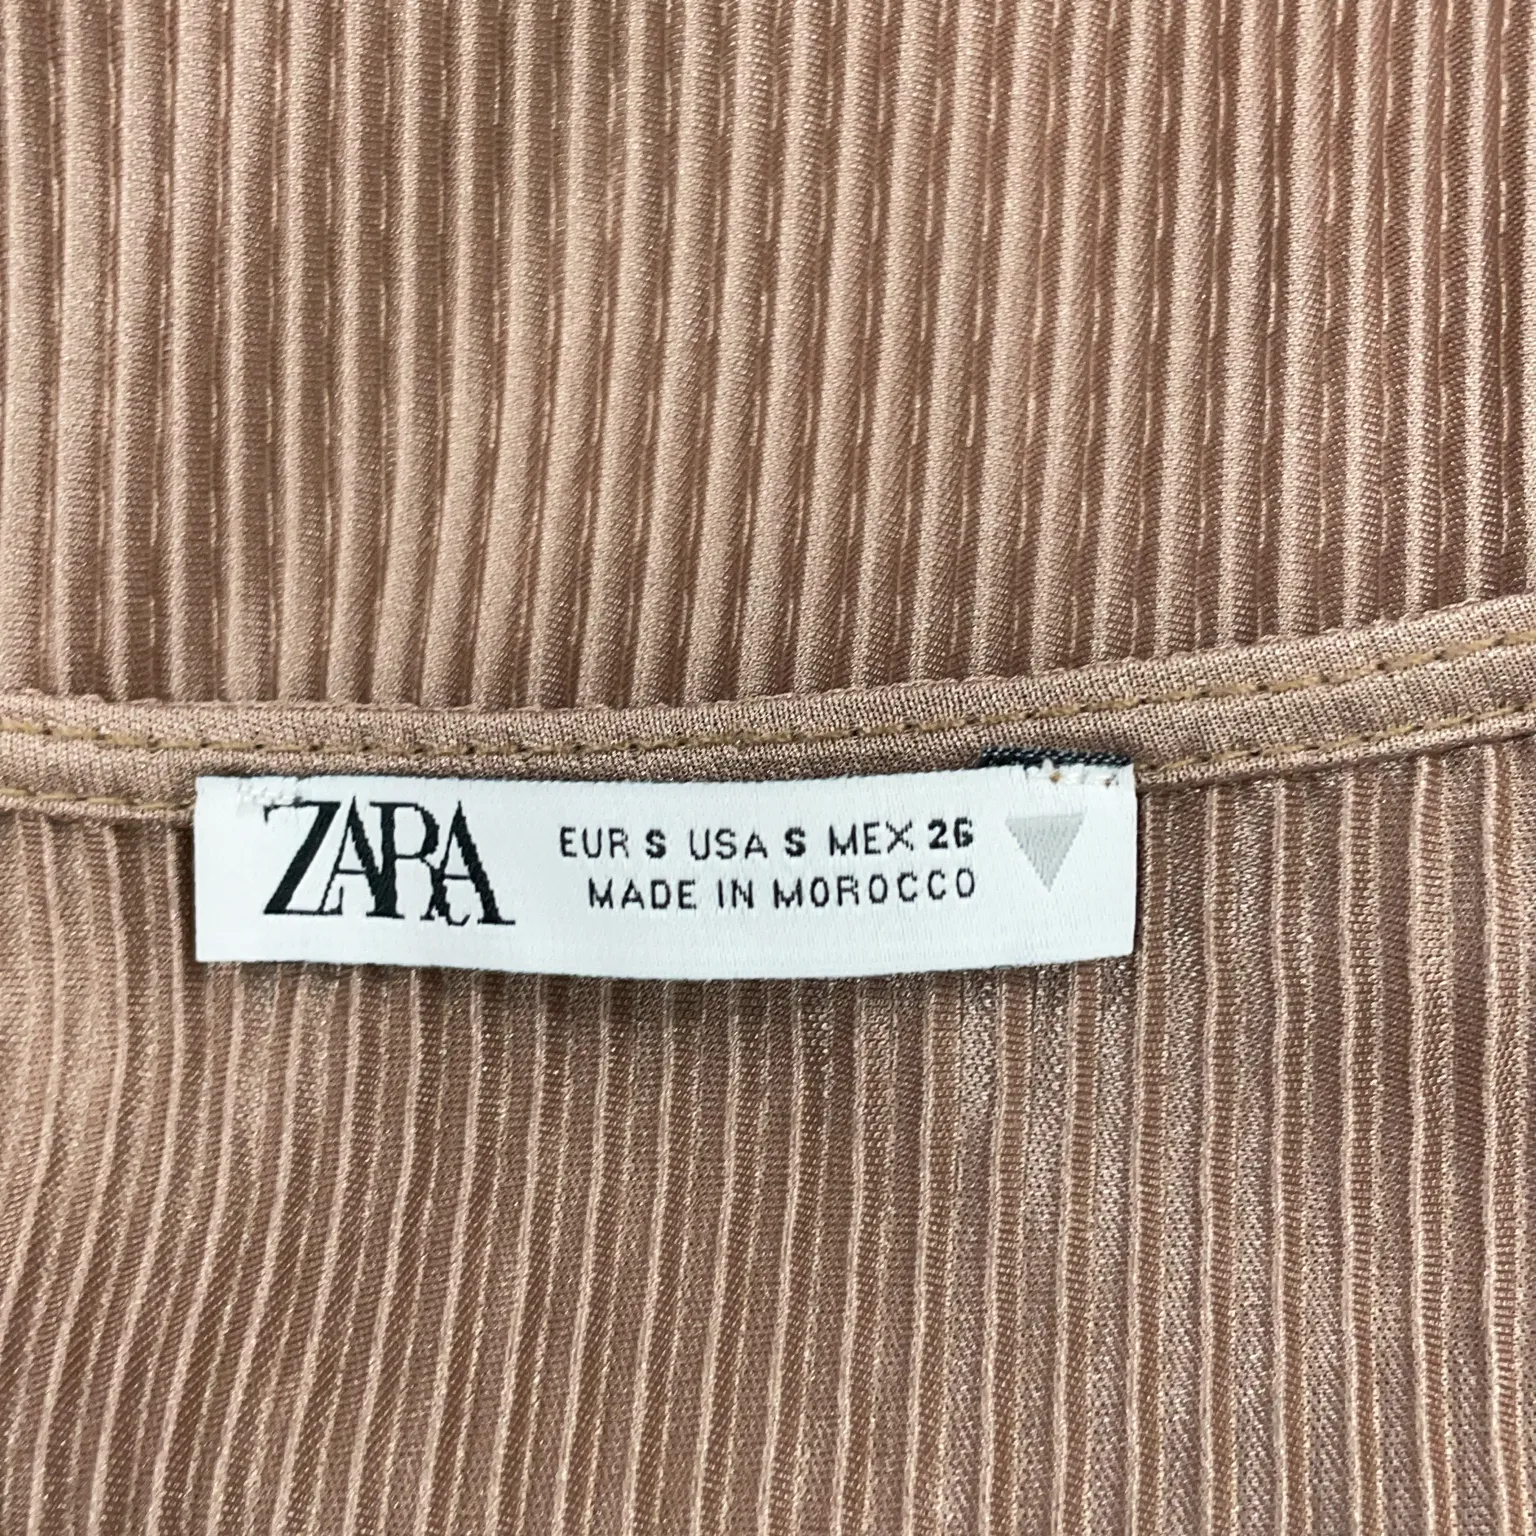 ZARA
EUR S USA S MEX 26
MADE IN MOROCCO